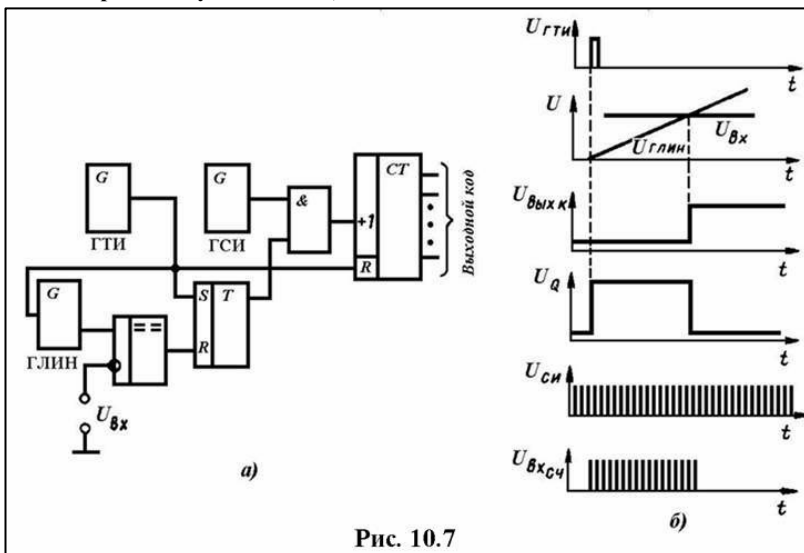 G
ГТИ
G
ГСИ
&
+1
CT
R
Выходной код
G
ГЛИН
==
S T
R
U вх
а)
U ГТИ
t
U
U глин
U вх
t
U вых к
t
U Q
t
U си
t
U вх сч
t
б)
Рис. 10.7